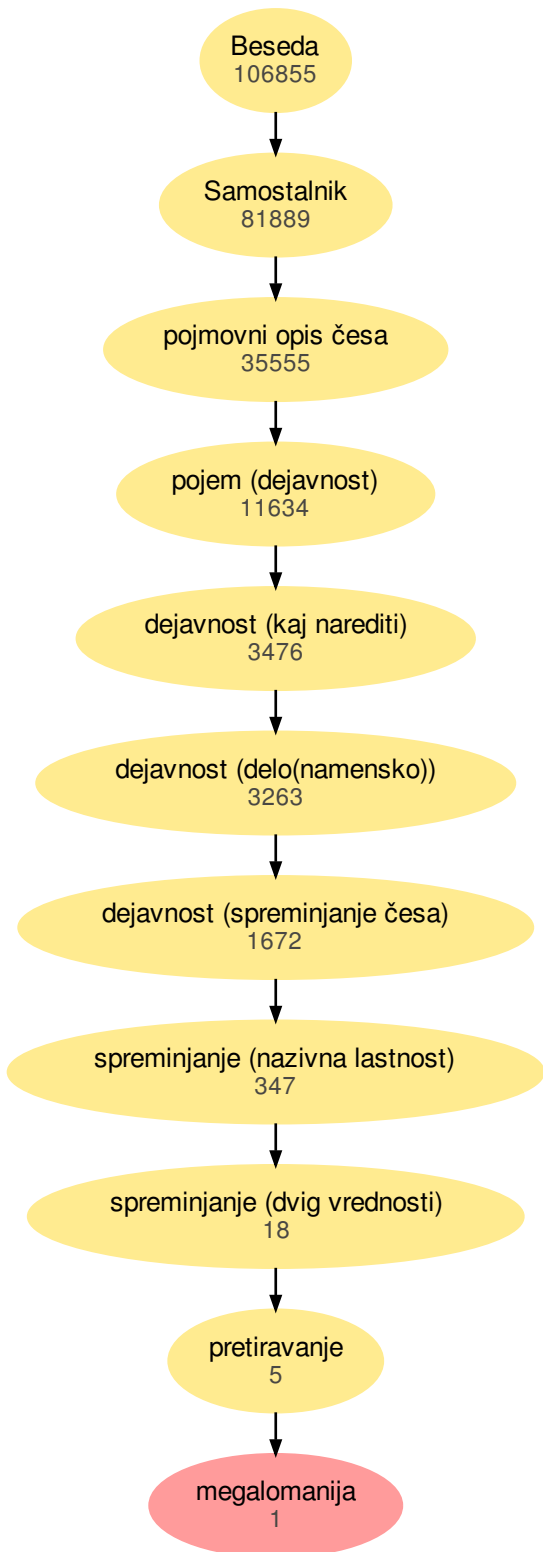 Beseda
106855
Samostalnik
81889
pojmovni opis česa
35555
pojem (dejavnost)
11634
dejavnost (kaj narediti)
3476
dejavnost (delo(namensko))
3263
dejavnost (spreminjanje česa)
1672
spreminjanje (nazivna lastnost)
347
spreminjanje (dvig vrednosti)
18
pretiravanje
5
megalomanija
1